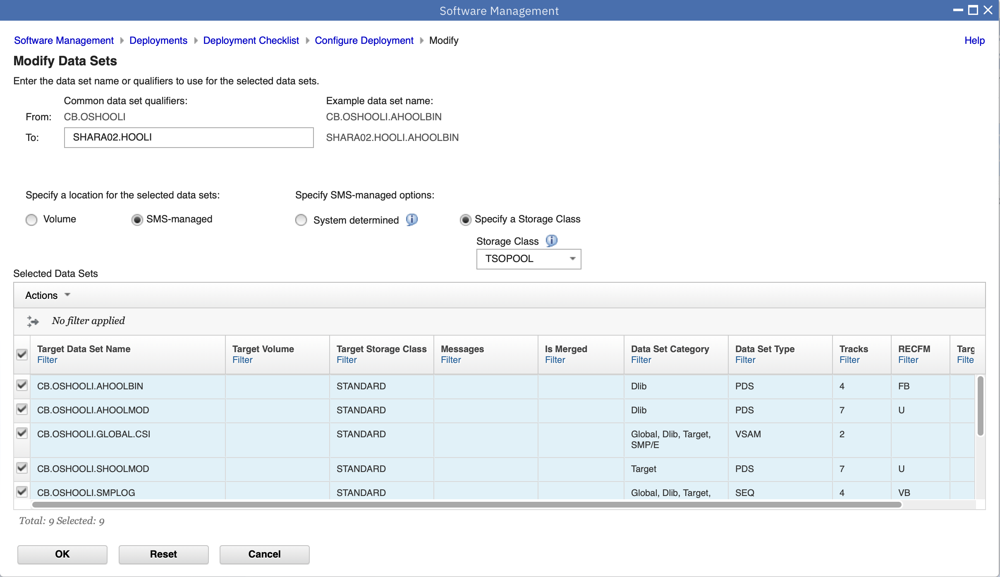 Software Management
Software Management Deployments Deployment Checklist Configure Deployment Modify Help
Modify Data Sets
Enter the data set name or qualifiers to use for the selected data sets.
Common data set qualifiers: Example data set name:
From: CB.OSHOOLI CB.OSHOOLI.AHOOLBIN
To: SHARA02.HOOLI SHARA02.HOOLI.AHOOLBIN
Specify a location for the selected data sets: Specify SMS-managed options:
Volume SMS-managed System determined Specify a Storage Class
Storage Class
TSOPOOL
Selected Data Sets
Actions
No filter applied
Target Data Set Name Target Volume Target Storage Class Messages Is Merged Data Set Category Data Set Type Tracks RECFM Targ
Filter Filter Filter Filter Filter Filter Filter Filter Filter Filte
CB.OSHOOLI.AHOOLBIN STANDARD Dlib PDS 4 FB
CB.OSHOOLI.AHOOLMOD STANDARD Dlib PDS 7 U
CB.OSHOOLI.GLOBAL.CSI STANDARD Global, Dlib, Target, VSAM 2
SMP/E
CB.OSHOOLI.SHOOLMOD STANDARD Target PDS 7 U
CB.OSHOOLI.SMPLOG STANDARD Global, Dlib, Target, SEQ 4 VB
Total: 9 Selected: 9
OK Reset Cancel